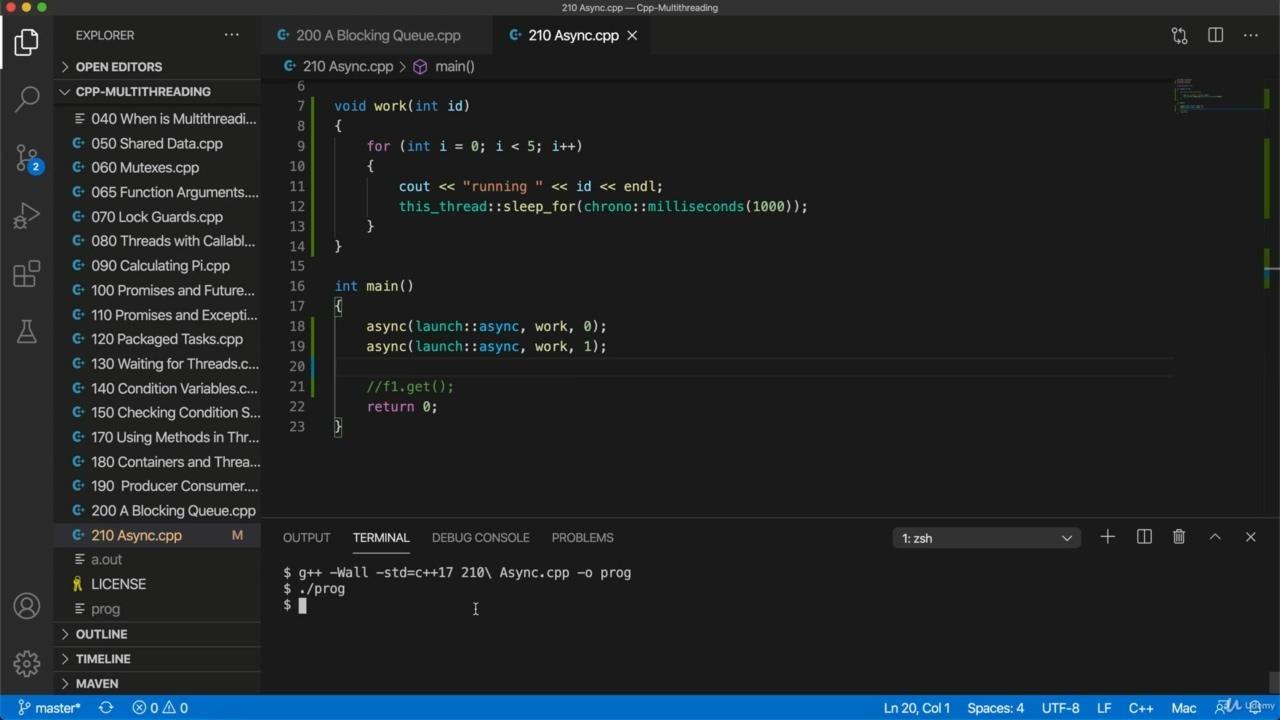 210 Async.cpp — Cpp-Multithreading
EXPLORER
200 A Blocking Queue.cpp
210 Async.cpp
OPEN EDITORS
210 Async.cpp > main()
CPP-MULTITHREADING
040 When is Multithreadi...
050 Shared Data.cpp
060 Mutexes.cpp
065 Function Arguments....
070 Lock Guards.cpp
080 Threads with Callabl...
090 Calculating Pi.cpp
100 Promises and Future...
110 Promises and Excepti...
120 Packaged Tasks.cpp
130 Waiting for Threads.c...
140 Condition Variables.c...
150 Checking Condition S...
170 Using Methods in Thr...
180 Containers and Threa...
190 Producer Consumer....
200 A Blocking Queue.cpp
210 Async.cpp M
a.out
LICENSE
prog
OUTLINE
TIMELINE
MAVEN
2
6
7 void work(int id)
8 {
9 for (int i = 0; i < 5; i++)
10 {
11 cout << "running " << id << endl;
12 this_thread::sleep_for(chrono::milliseconds(1000));
13 }
14 }
15
16 int main()
17 {
18 async(launch::async, work, 0);
19 async(launch::async, work, 1);
20
21 //f1.get();
22 return 0;
23 }
OUTPUT TERMINAL DEBUG CONSOLE PROBLEMS 1: zsh
$ g++ -Wall -std=c++17 210\ Async.cpp -o prog
$ ./prog
$
master* 0 0 Ln 20, Col 1 Spaces: 4 UTF-8 LF C++ Mac
Udemy